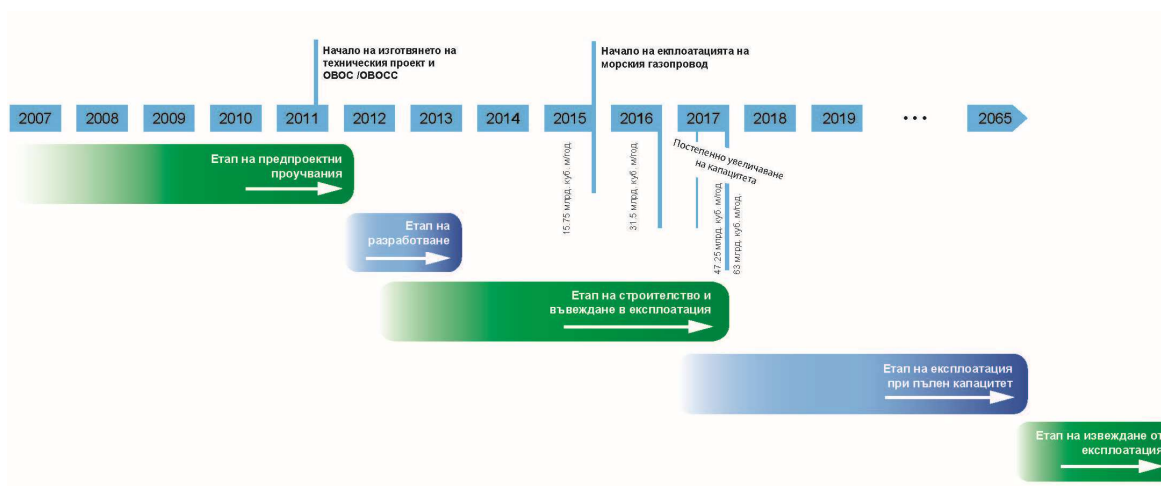 Начало на изготвянето на
техническия проект и
ОВОС /ОВОСС
Начало на екплоатацията на
морския газопровод
2007 2008 2009 2010 2011 2012 2013 2014 2015 2016 2017 2018 2019 ... 2065
Етап на предпроектни
проучвания
15.75 млрд. куб. м/год.
31.5 млрд. куб. м/год.
Постепенно увеличаване
на капацитета
47.25 млрд. куб. м/год.
63 млрд. куб. м/год.
Етап на
разработване
Етап на строителство и
въвеждане в експлоатация
Етап на експлоатация
при пълен капацитет
Етап на извеждане от
експлоатация